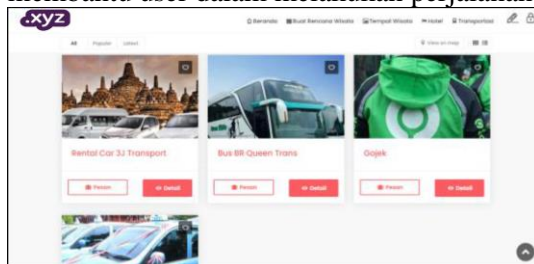 membantu user dalam melakukan perjalanan
.xyz
Beranda Buat Rencana Wisata Tempat Wisata Hotel Transportasi
All Populer Latest View on map
Rental Car 3J Transport Bus BR Queen Trans Gojek
Pesan Detail Pesan Detail Pesan Detail